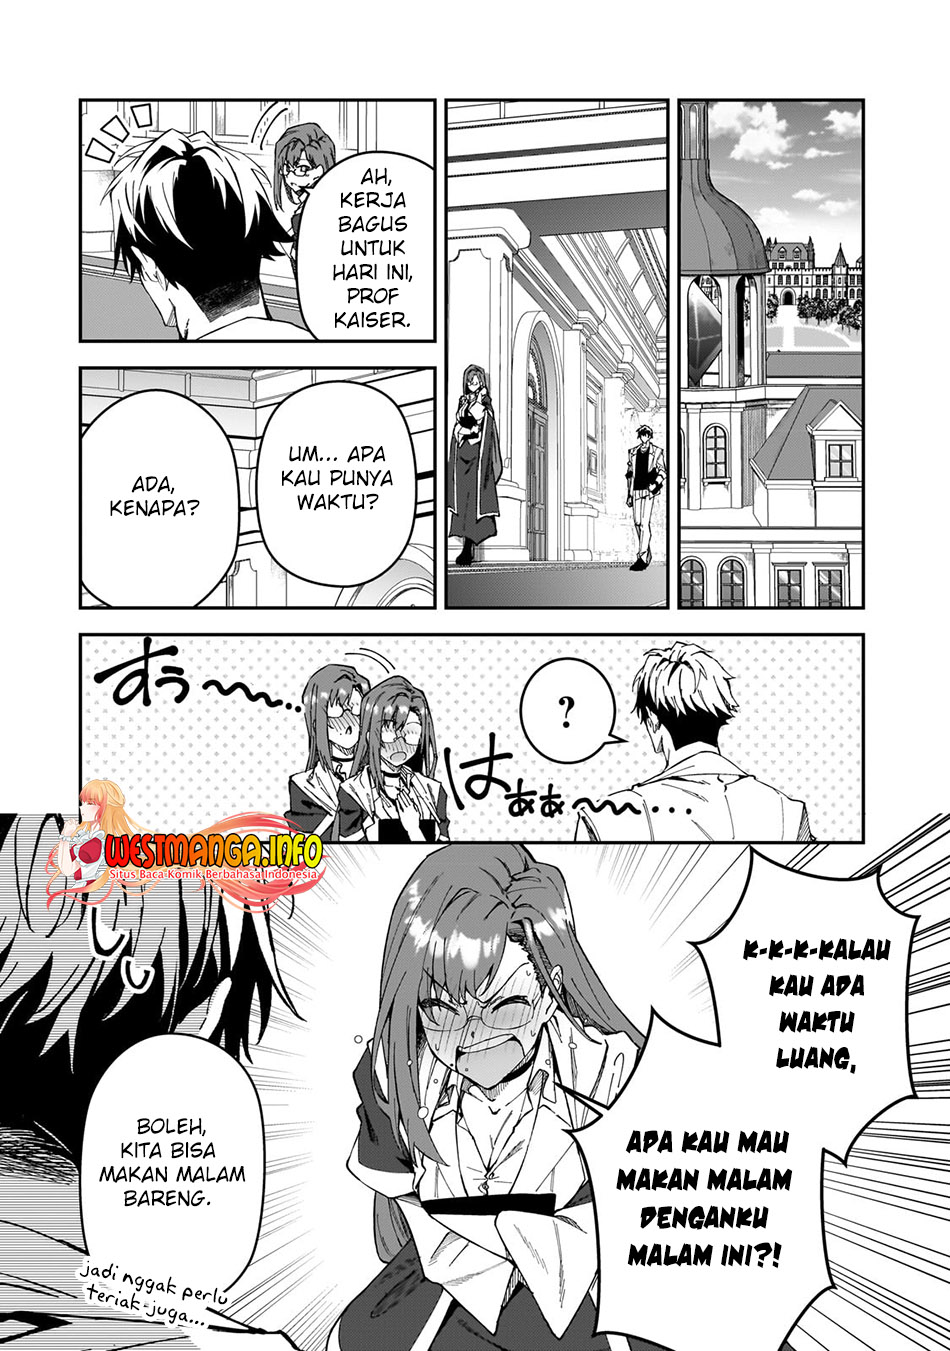 AH,
KERJA
BAGUS
UNTUK
HARI INI,
PROF
KAISER.
UM... APA
KAU PUNYA
WAKTU?
ADA,
KENAPA?
?
すぅ〜〜...
はぁぁ〜〜...
K-K-K-KALAU
KAU ADA
WAKTU
LUANG,
APA KAU MAU
MAKAN MALAM
DENGANKU
MALAM INI?!
BOLEH,
KITA BISA
MAKAN MALAM
BARENG.
jadi nggak perlu
teriak juga...
WESTMANGA.INFO
Situs Baca Komik Berbahasa Indonesia